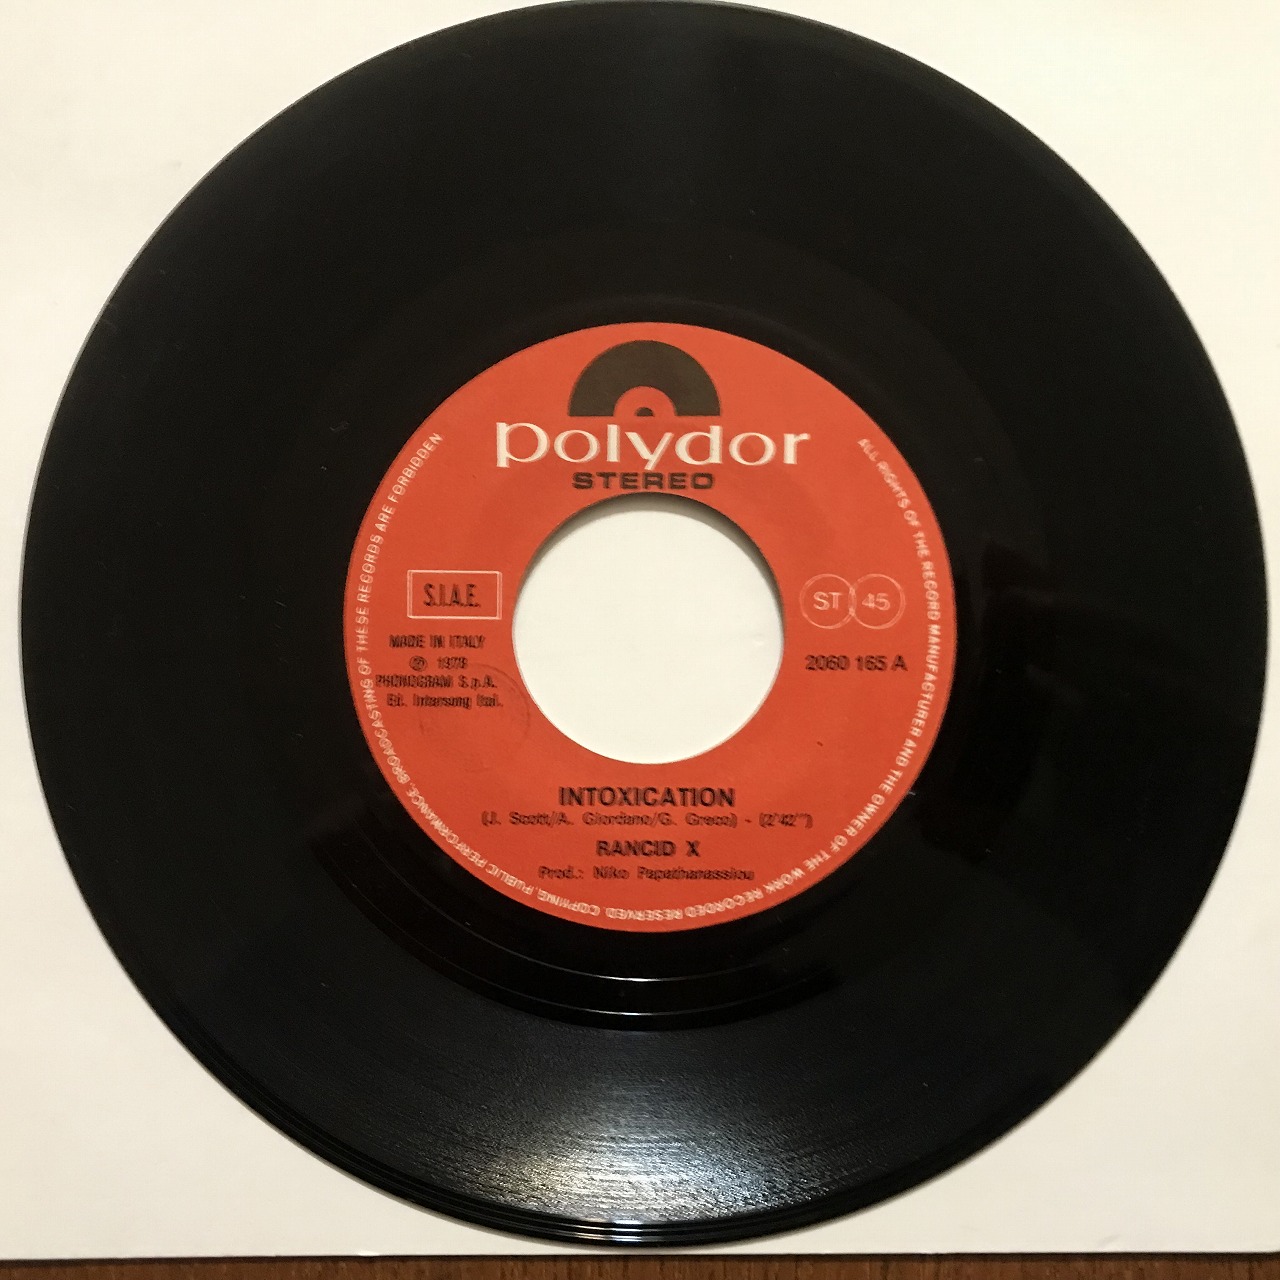 polydor
STEREO
S.I.A.E.
MADE IN ITALY
℗ 1978
PHONOGRAM S.p.A.
Ed. Intersong Ital.
ST 45
2060 165 A
INTOXICATION
(J. Scott/A. Giordano/G. Greco) - (2'42'')
RANCID X
Prod.: Niko Papathanassiou
ALL RIGHTS OF THE RECORD MANUFACTURER AND THE OWNER OF THE WORK RECORDED RESERVED. COPYING, PUBLIC PERFORMANCE, BROADCASTING OF THESE RECORDS ARE FORBIDDEN